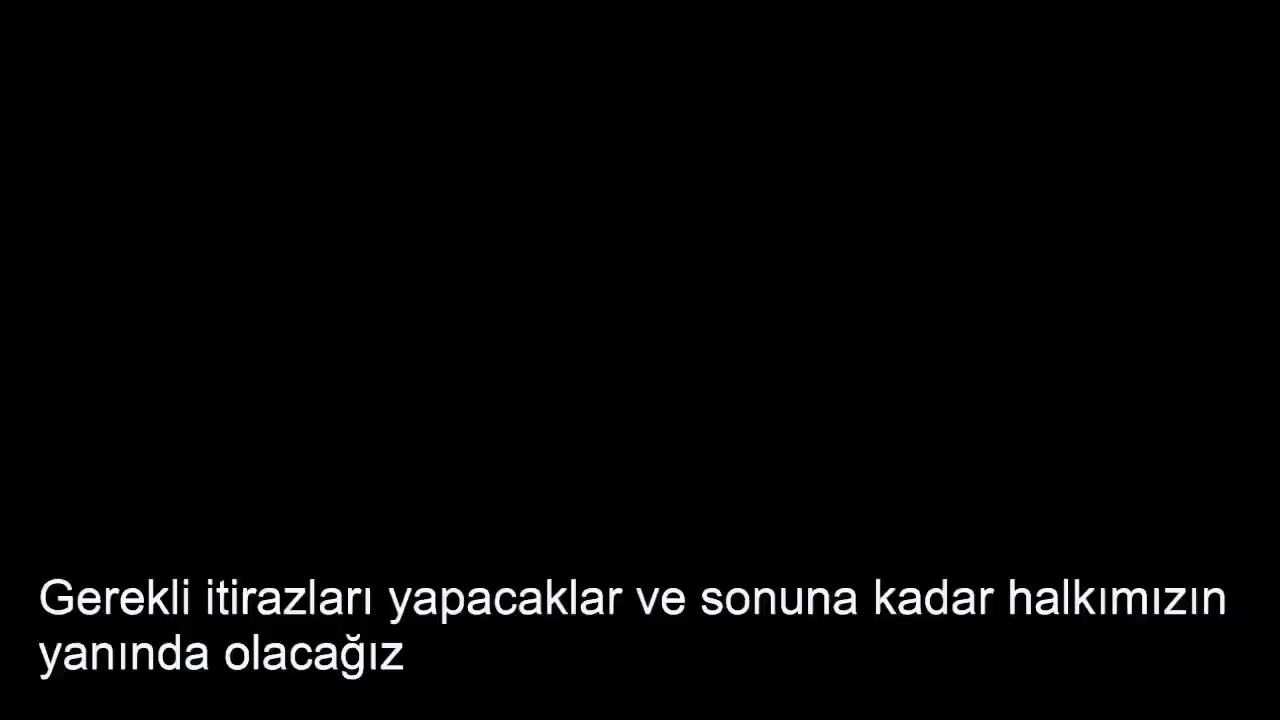 Gerekli itirazları yapacaklar ve sonuna kadar halkımızın
yanında olacağız